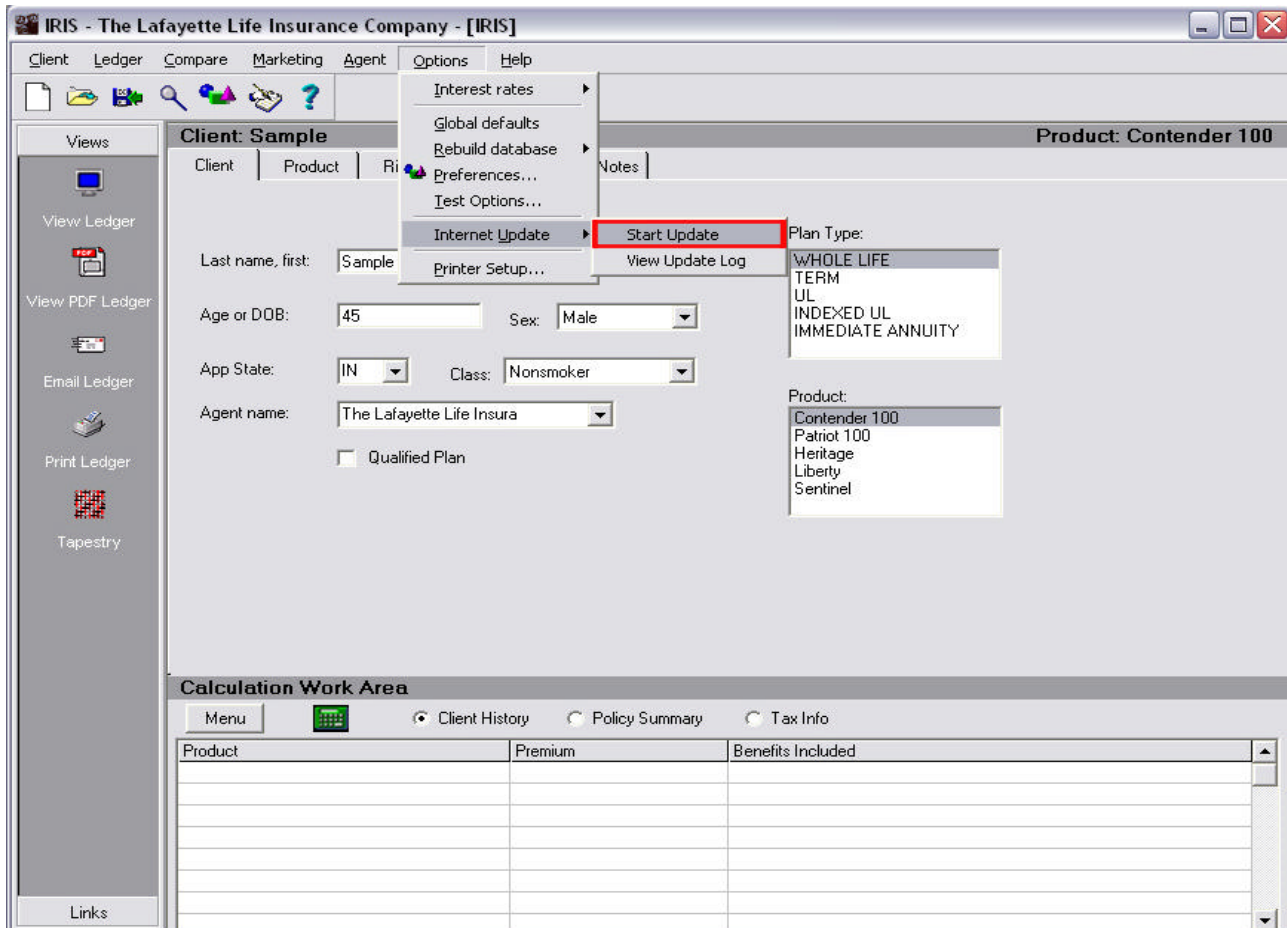 IRIS - The Lafayette Life Insurance Company - [IRIS]
Client Ledger Compare Marketing Agent Options Help
Interest rates
Global defaults
Rebuild database
Preferences...
Test Options...
Internet Update
Printer Setup...
Start Update
View Update Log
Views
View Ledger
PDF
View PDF Ledger
Email Ledger
Print Ledger
Tapestry
Links
Client: Sample
Product: Contender 100
Client Product Ri Notes
Last name, first: Sample
Age or DOB: 45 Sex: Male
App State: IN Class: Nonsmoker
Agent name: The Lafayette Life Insura
Qualified Plan
Plan Type:
WHOLE LIFE
TERM
UL
INDEXED UL
IMMEDIATE ANNUITY
Product:
Contender 100
Patriot 100
Heritage
Liberty
Sentinel
Calculation Work Area
Menu Client History Policy Summary Tax Info
Product Premium Benefits Included